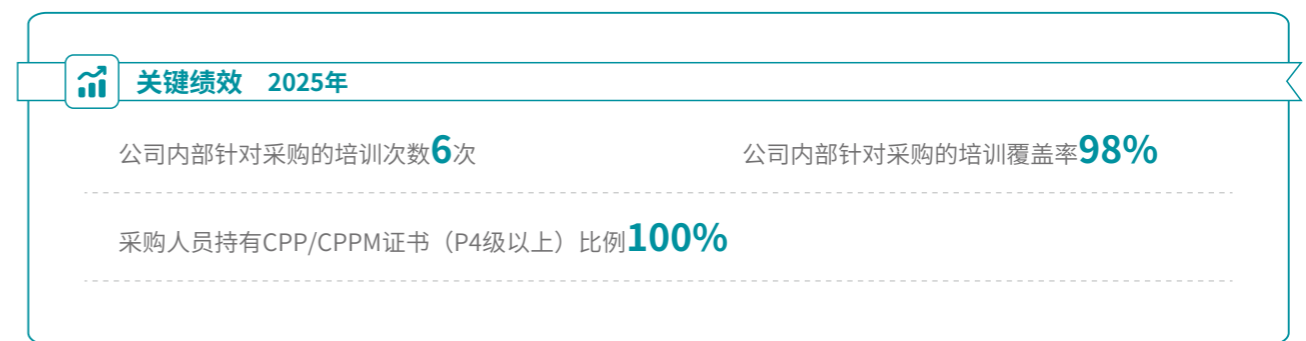 关键绩效 2025年
公司内部针对采购的培训次数6次
公司内部针对采购的培训覆盖率98%
采购人员持有CPP/CPPM证书（P4级以上）比例100%